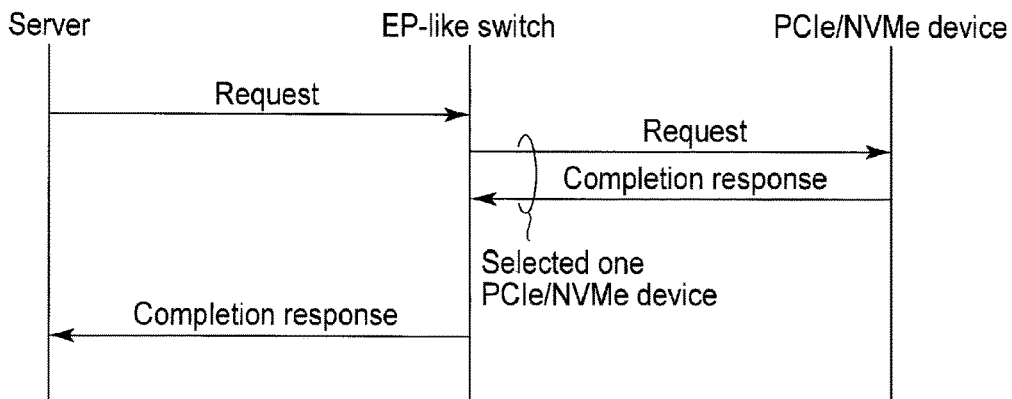 Server
EP-like switch
PCIe/NVMe device
Request
Request
Completion response
Selected one
PCIe/NVMe device
Completion response